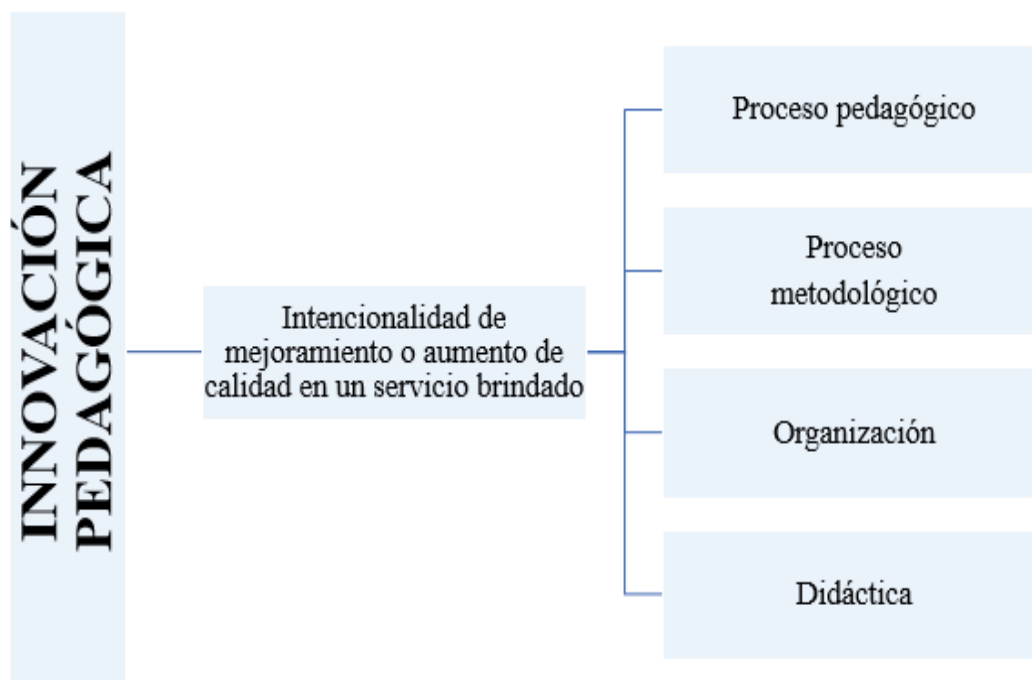 INNOVACIÓN
PEDAGÓGICA
Intencionalidad de
mejoramiento o aumento de
calidad en un servicio brindado
Proceso pedagógico
Proceso
metodológico
Organización
Didáctica